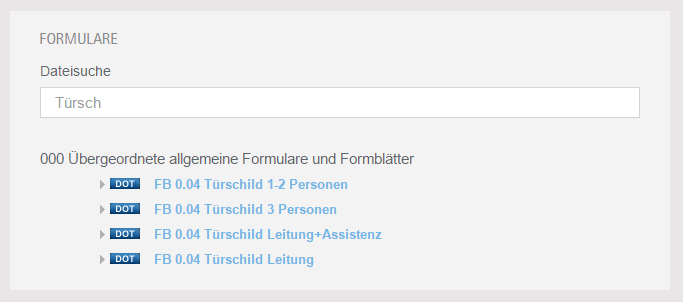 FORMULARE
Dateisuche
Türsch
000 Übergeordnete allgemeine Formulare und Formblätter
DOT FB 0.04 Türschild 1-2 Personen
DOT FB 0.04 Türschild 3 Personen
DOT FB 0.04 Türschild Leitung+Assistenz
DOT FB 0.04 Türschild Leitung